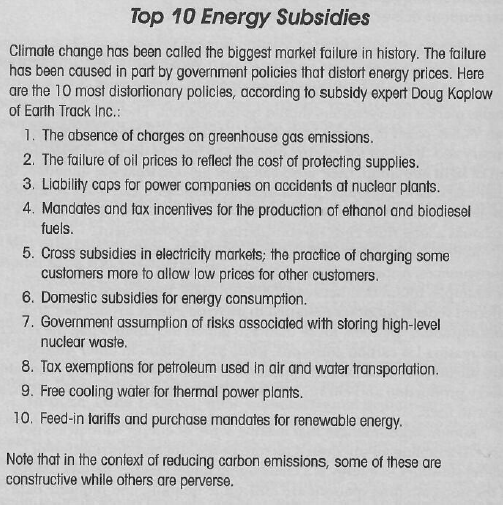 Top 10 Energy Subsidies
Climate change has been called the biggest market failure in history. The failure
has been caused in part by government policies that distort energy prices. Here
are the 10 most distortionary policies, according to subsidy expert Doug Koplow
of Earth Track Inc.:
1. The absence of charges on greenhouse gas emissions.
2. The failure of oil prices to reflect the cost of protecting supplies.
3. Liability caps for power companies on accidents at nuclear plants.
4. Mandates and tax incentives for the production of ethanol and biodiesel
fuels.
5. Cross subsidies in electricity markets; the practice of charging some
customers more to allow low prices for other customers.
6. Domestic subsidies for energy consumption.
7. Government assumption of risks associated with storing high-level
nuclear waste.
8. Tax exemptions for petroleum used in air and water transportation.
9. Free cooling water for thermal power plants.
10. Feed-in tariffs and purchase mandates for renewable energy.
Note that in the context of reducing carbon emissions, some of these are
constructive while others are perverse.